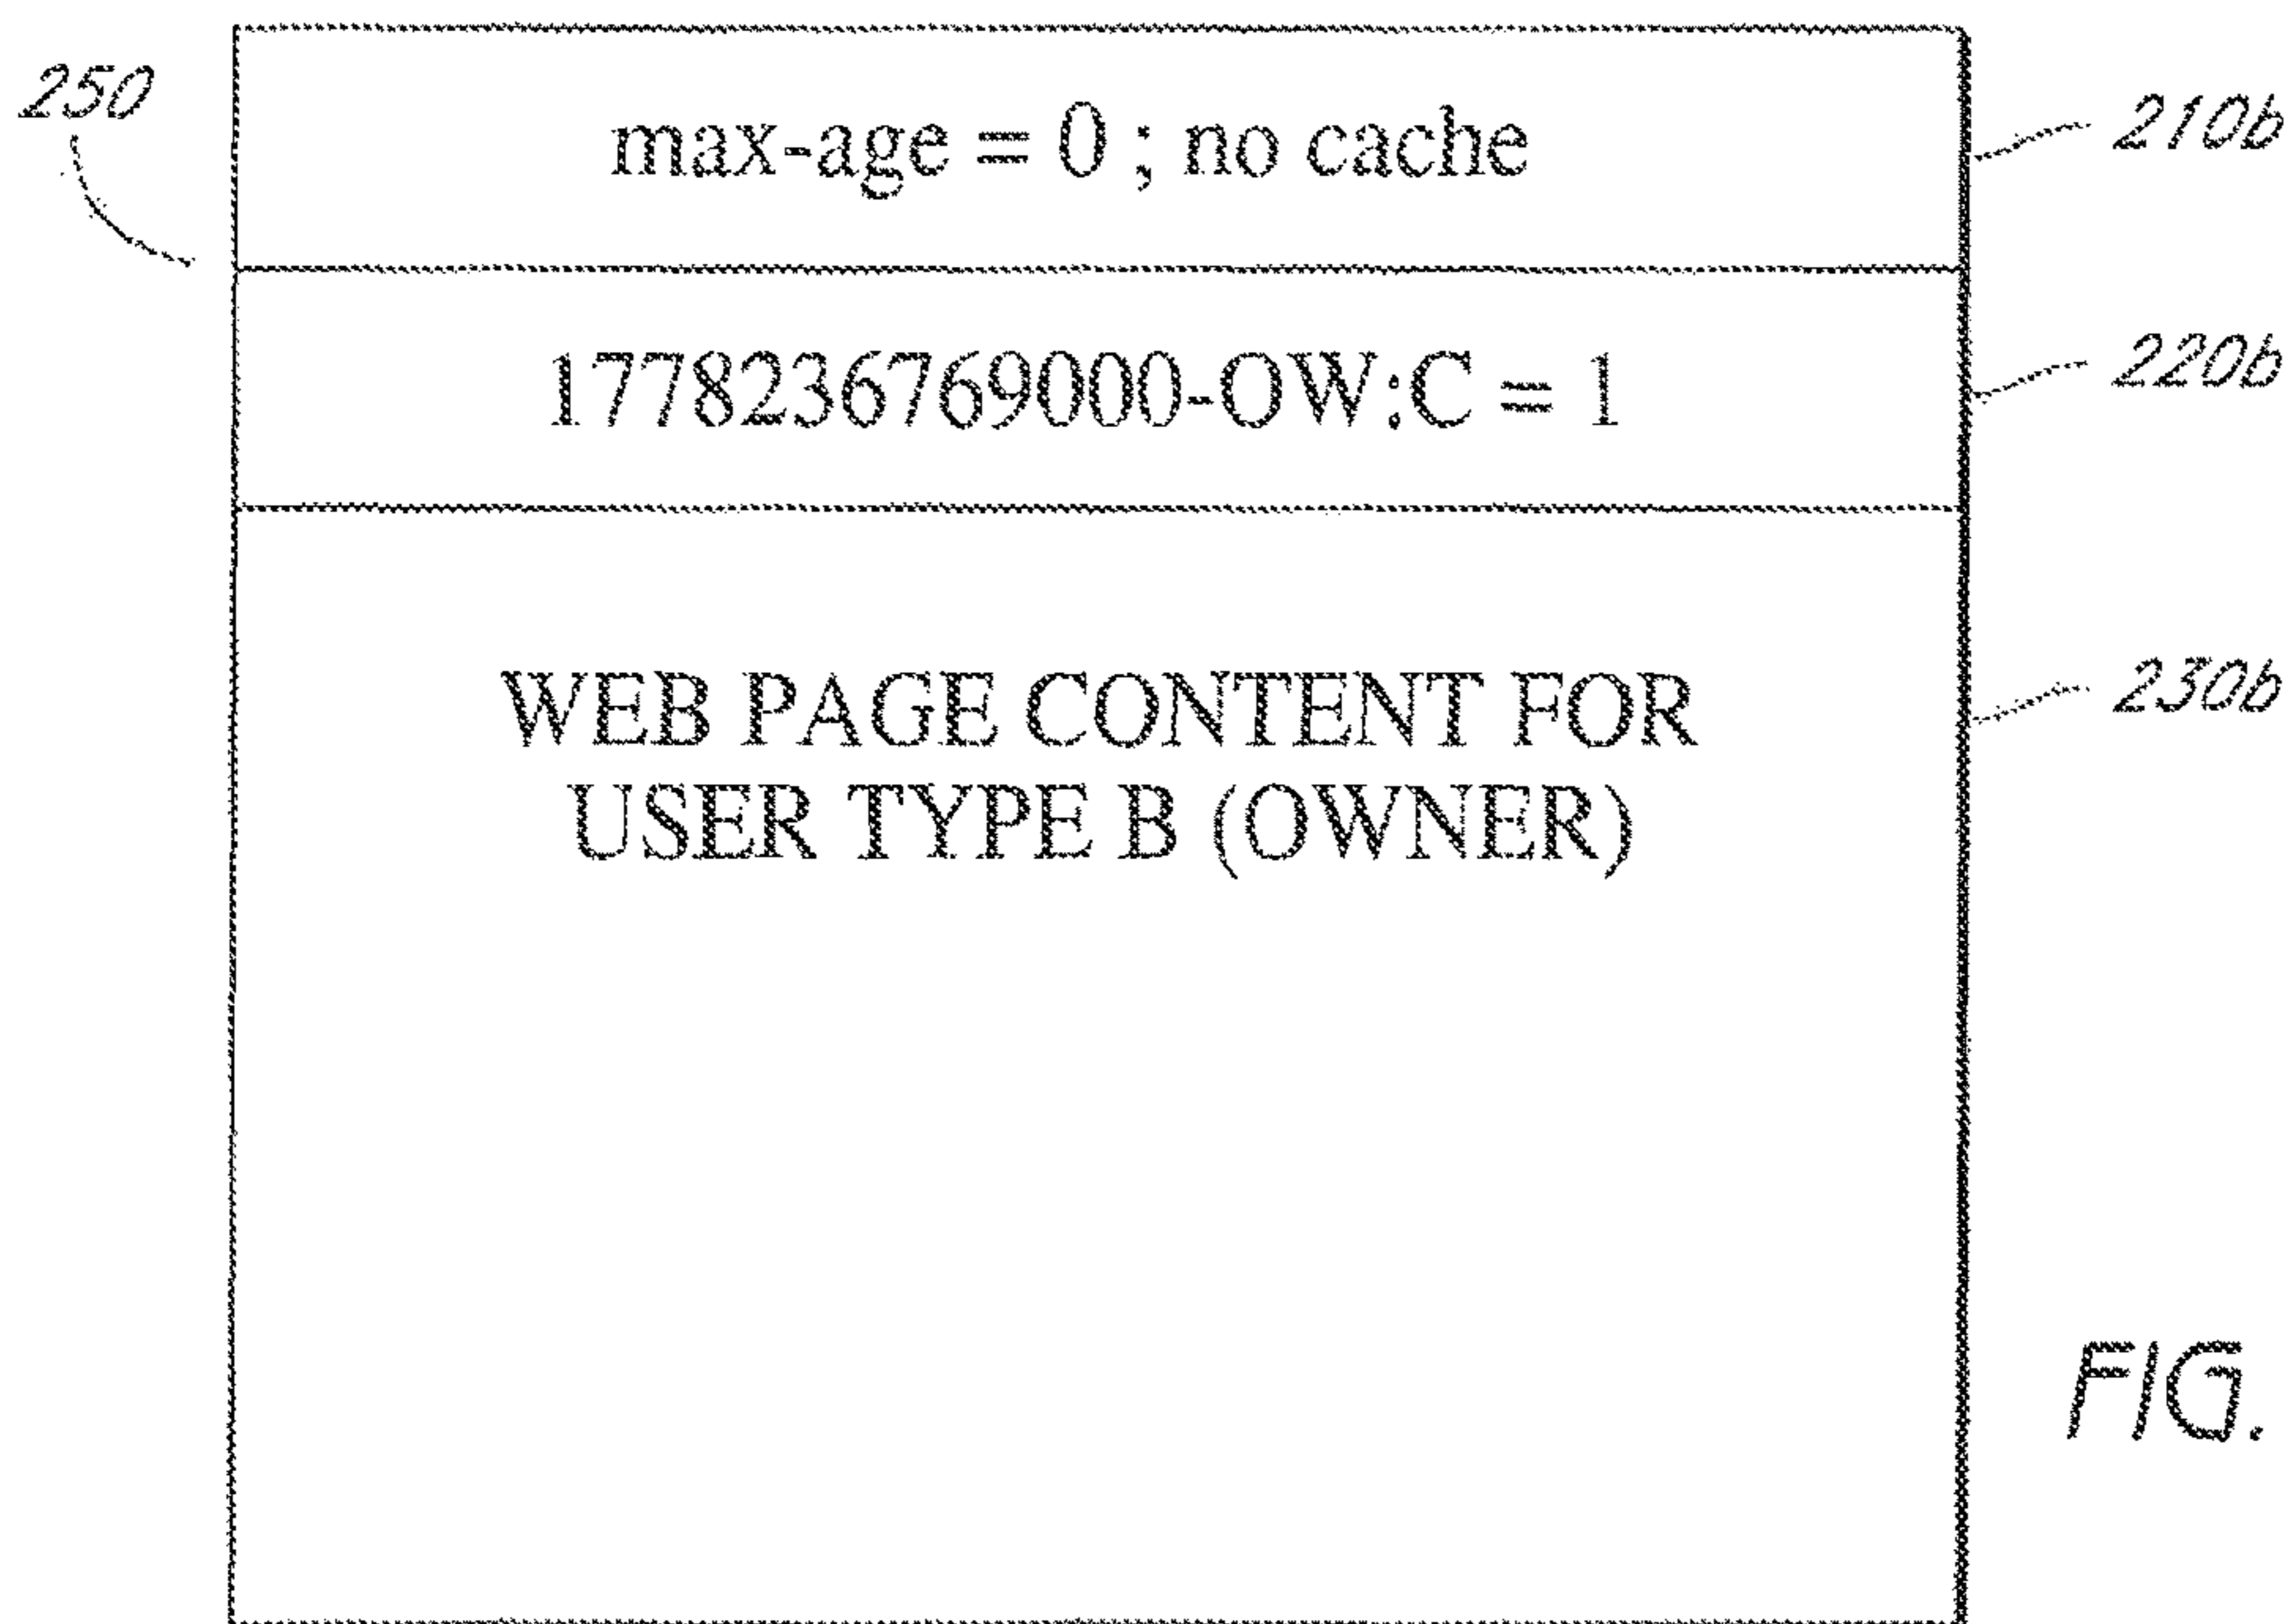 250
max-age = 0 ; no cache
210b
1778236769000-OW:C = 1
220b
WEB PAGE CONTENT FOR
USER TYPE B (OWNER)
230b
FIG.